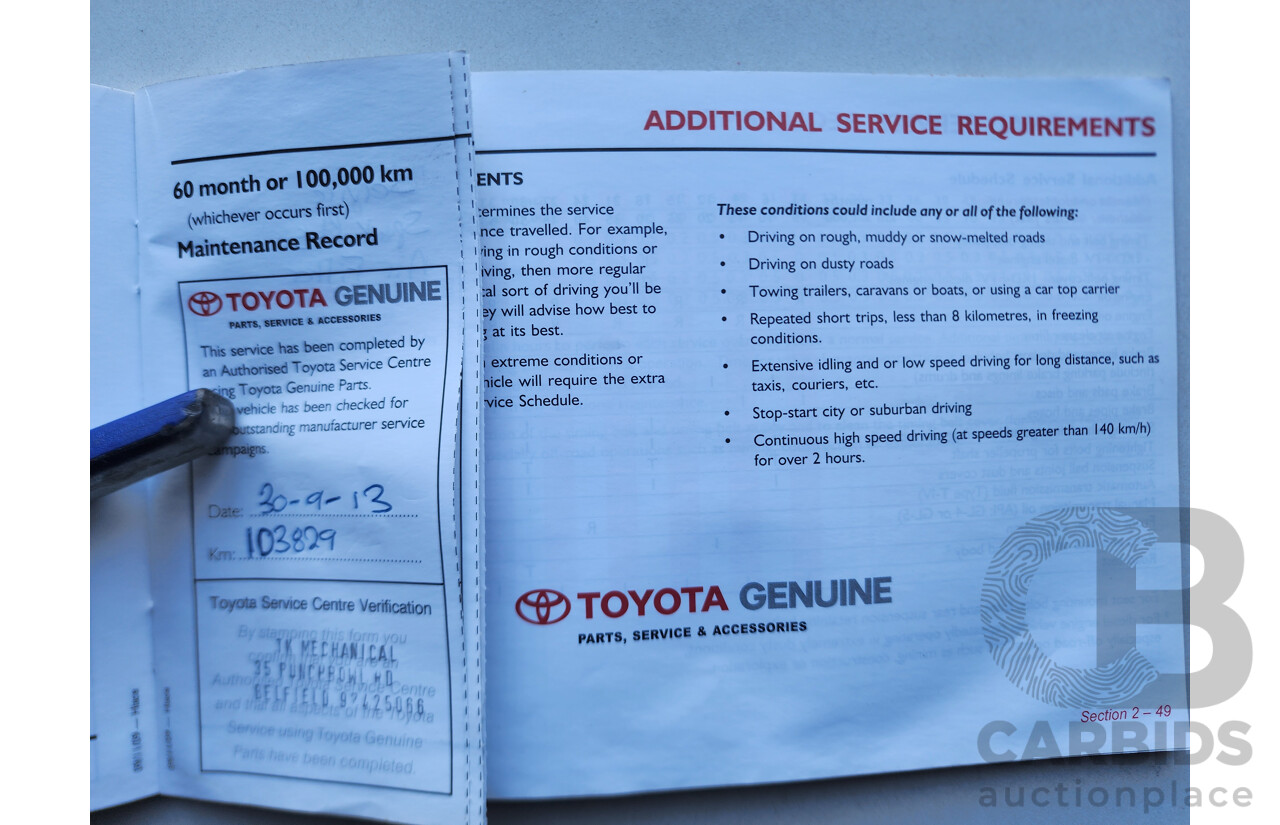 60 month or 100,000 km
(whichever occurs first)
Maintenance Record
TOYOTA GENUINE
PARTS, SERVICE & ACCESSORIES
This service has been completed by
an Authorised Toyota Service Centre
Toyota Genuine Parts.
vehicle has been checked for
outstanding manufacturer service
Date: 30-9-13
Km: 103829
Toyota Service Centre Verification
By stamping this form you
TK MECHANICAL
35 PUNCHBOWL RD
BELFIELD 97425066
Service using Toyota Genuine
Parts have been completed.
ADDITIONAL SERVICE REQUIREMENTS
ENTS
ermines the service
nce travelled. For example,
ing in rough conditions or
iving, then more regular
al sort of driving you'll be
ey will advise how best to
g at its best.
extreme conditions or
hicle will require the extra
vice Schedule.
These conditions could include any or all of the following:
• Driving on rough, muddy or snow-melted roads
• Driving on dusty roads
• Towing trailers, caravans or boats, or using a car top carrier
• Repeated short trips, less than 8 kilometres, in freezing
conditions.
• Extensive idling and or low speed driving for long distance, such as
taxis, couriers, etc.
• Stop-start city or suburban driving
• Continuous high speed driving (at speeds greater than 140 km/h)
for over 2 hours.
TOYOTA GENUINE
PARTS, SERVICE & ACCESSORIES
Section 2 – 49
CB
CARBIDS
auctionplace